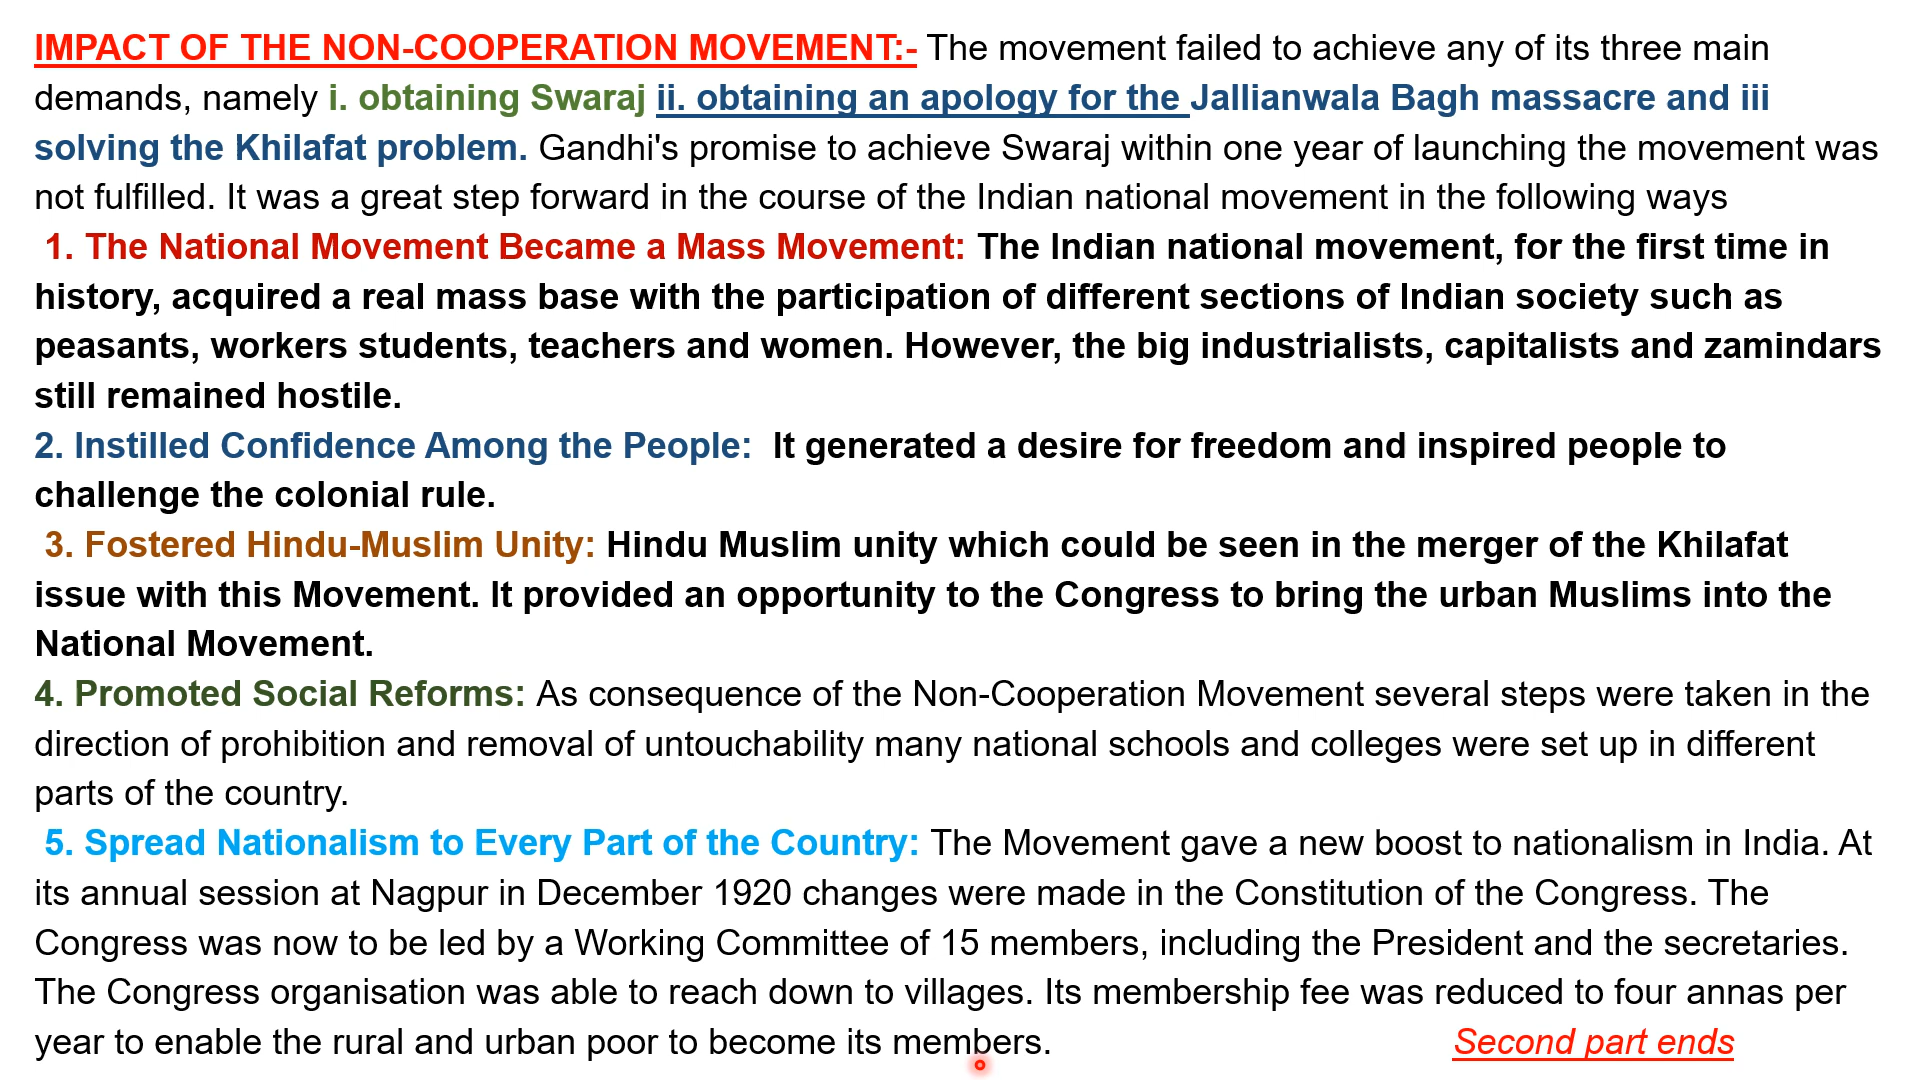 IMPACT OF THE NON-COOPERATION MOVEMENT:- The movement failed to achieve any of its three main
demands, namely i. obtaining Swaraj ii. obtaining an apology for the Jallianwala Bagh massacre and iii
solving the Khilafat problem. Gandhi's promise to achieve Swaraj within one year of launching the movement was
not fulfilled. It was a great step forward in the course of the Indian national movement in the following ways
1. The National Movement Became a Mass Movement: The Indian national movement, for the first time in
history, acquired a real mass base with the participation of different sections of Indian society such as
peasants, workers students, teachers and women. However, the big industrialists, capitalists and zamindars
still remained hostile.
2. Instilled Confidence Among the People: It generated a desire for freedom and inspired people to
challenge the colonial rule.
3. Fostered Hindu-Muslim Unity: Hindu Muslim unity which could be seen in the merger of the Khilafat
issue with this Movement. It provided an opportunity to the Congress to bring the urban Muslims into the
National Movement.
4. Promoted Social Reforms: As consequence of the Non-Cooperation Movement several steps were taken in the
direction of prohibition and removal of untouchability many national schools and colleges were set up in different
parts of the country.
5. Spread Nationalism to Every Part of the Country: The Movement gave a new boost to nationalism in India. At
its annual session at Nagpur in December 1920 changes were made in the Constitution of the Congress. The
Congress was now to be led by a Working Committee of 15 members, including the President and the secretaries.
The Congress organisation was able to reach down to villages. Its membership fee was reduced to four annas per
year to enable the rural and urban poor to become its members. Second part ends